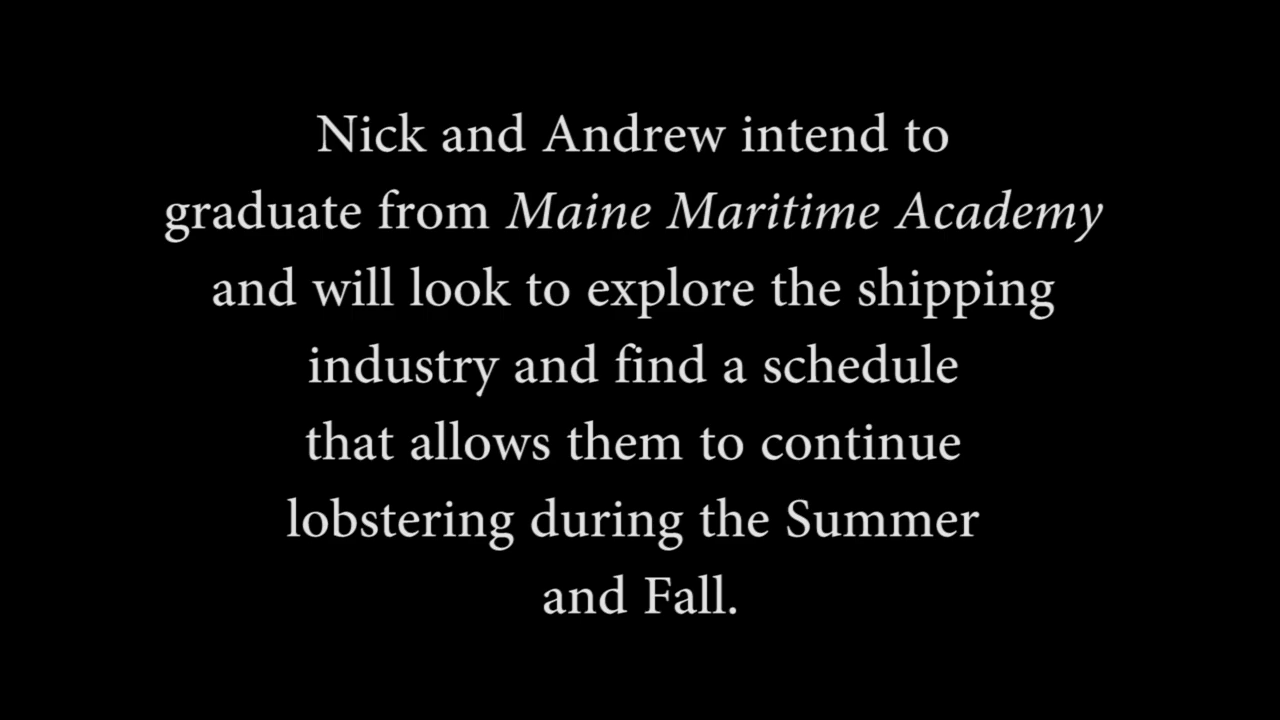 Nick and Andrew intend to
graduate from Maine Maritime Academy
and will look to explore the shipping
industry and find a schedule
that allows them to continue
lobstering during the Summer
and Fall.